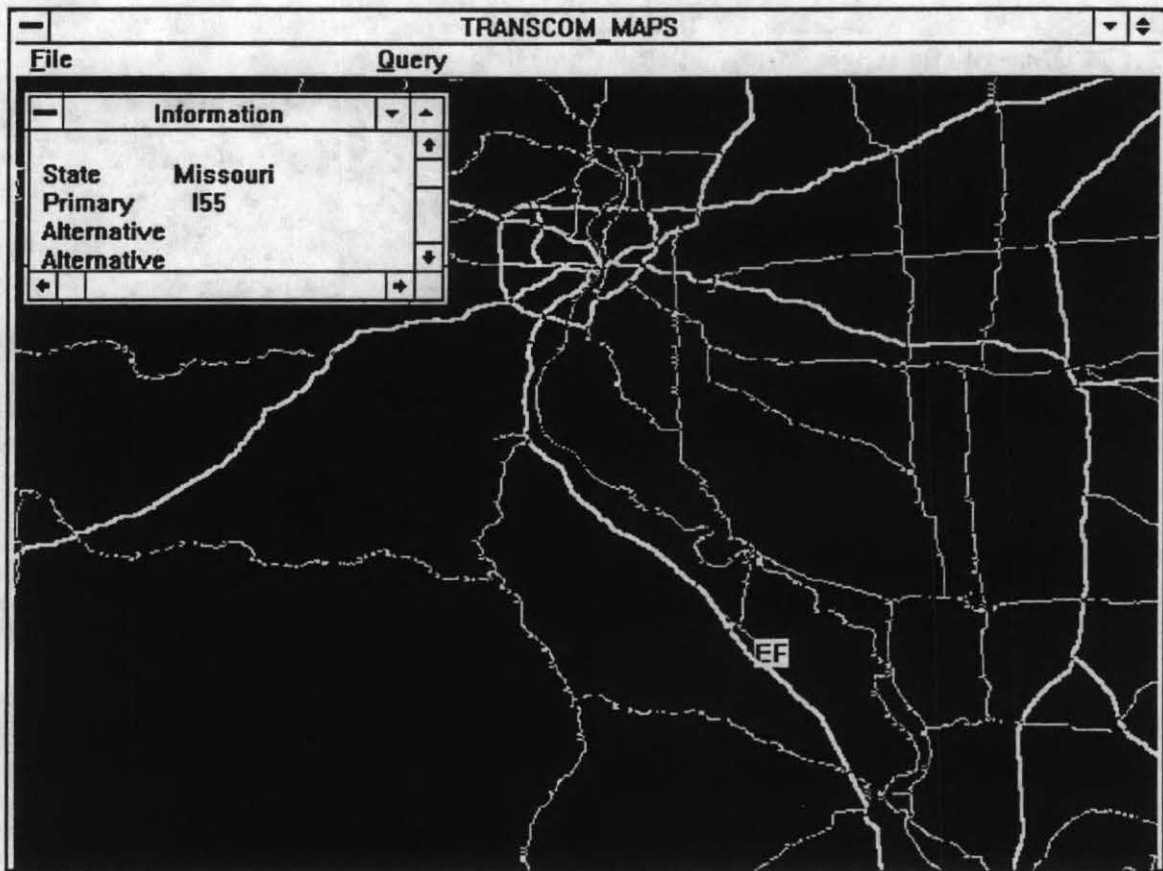 TRANSCOM_MAPS
File Query
Information
State Missouri
Primary I55
Alternative
Alternative
EF